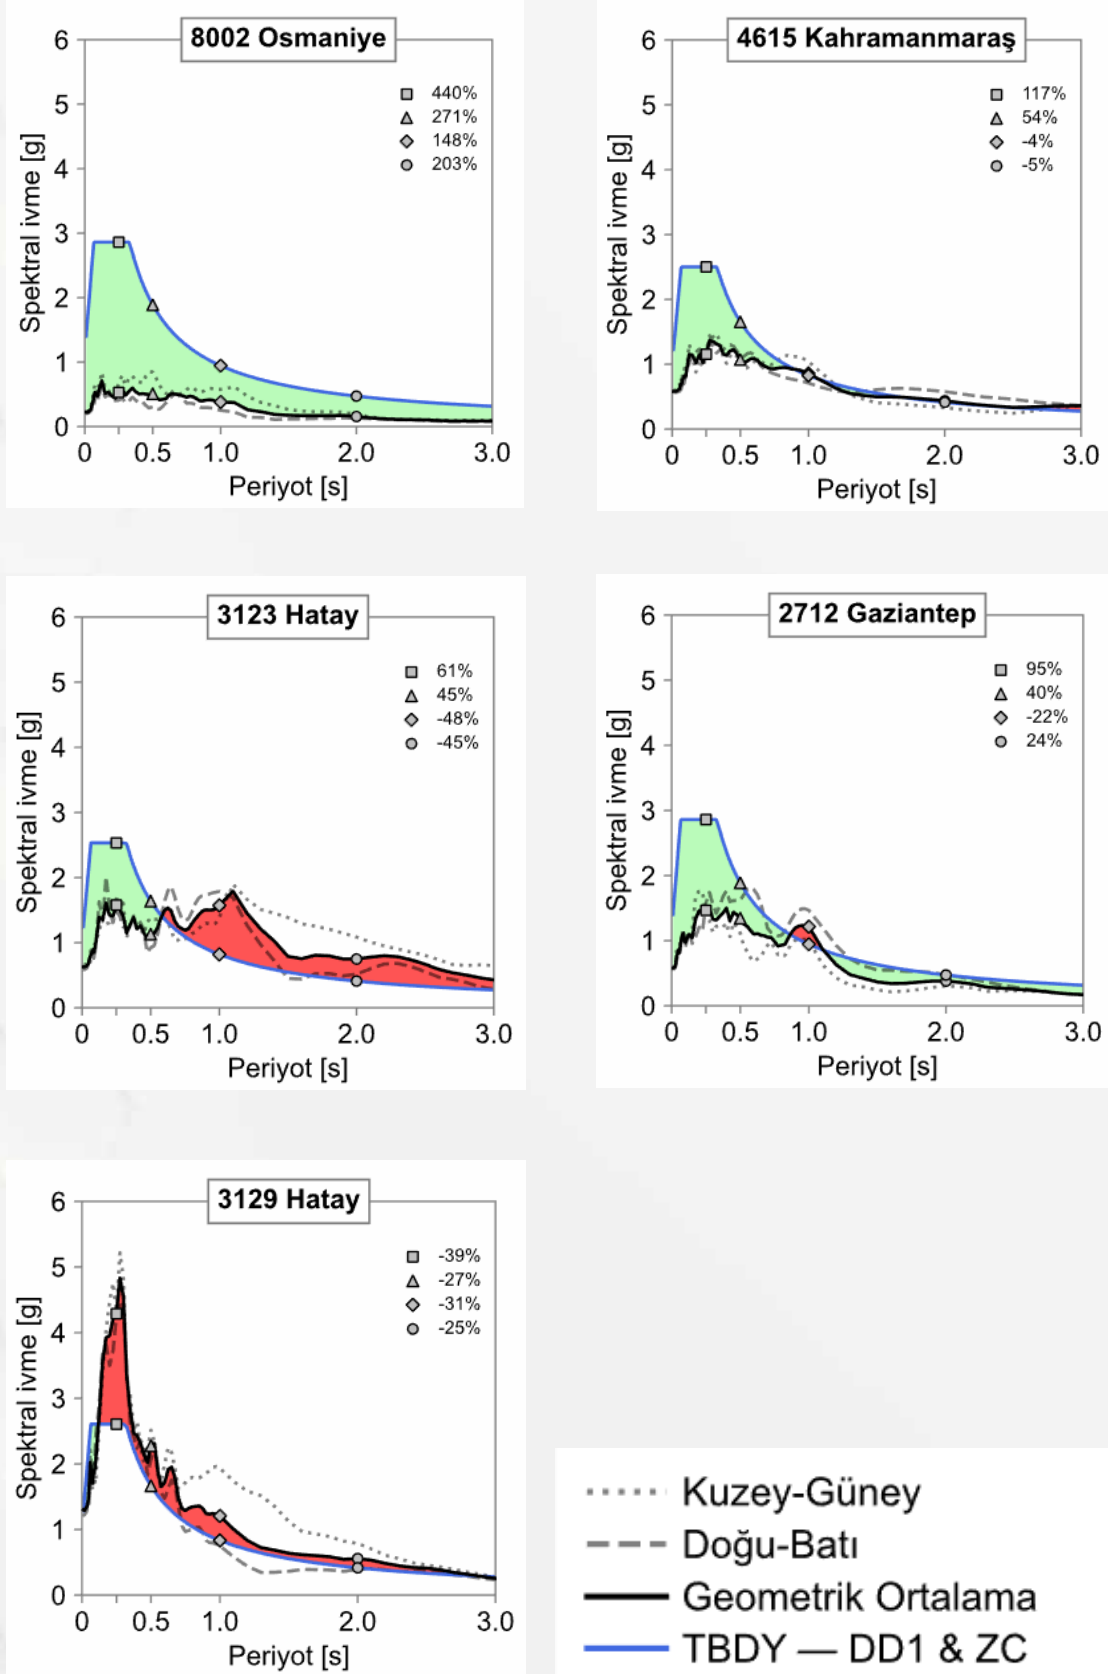 8002 Osmaniye
6
5
4
3
2
1
0
Spektral ivme [g]
440%
271%
148%
203%
0 0.5 1.0 2.0 3.0
Periyot [s]
4615 Kahramanmaraş
6
5
4
3
2
1
0
Spektral ivme [g]
117%
54%
-4%
-5%
0 0.5 1.0 2.0 3.0
Periyot [s]
3123 Hatay
6
5
4
3
2
1
0
Spektral ivme [g]
61%
45%
-48%
-45%
0 0.5 1.0 2.0 3.0
Periyot [s]
2712 Gaziantep
6
5
4
3
2
1
0
Spektral ivme [g]
95%
40%
-22%
24%
0 0.5 1.0 2.0 3.0
Periyot [s]
3129 Hatay
6
5
4
3
2
1
0
Spektral ivme [g]
-39%
-27%
-31%
-25%
0 0.5 1.0 2.0 3.0
Periyot [s]
Kuzey-Güney
Doğu-Batı
Geometrik Ortalama
TBDY — DD1 & ZC